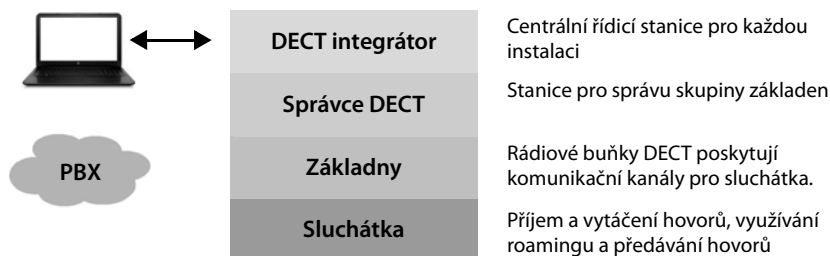 DECT integrátor
Centrální řídicí stanice pro každou
instalaci
Správce DECT
Stanice pro správu skupiny základen
PBX
Základny
Rádiové buňky DECT poskytují
komunikační kanály pro sluchátka.
Sluchátka
Příjem a vytáčení hovorů, využívání
roamingu a předávání hovorů